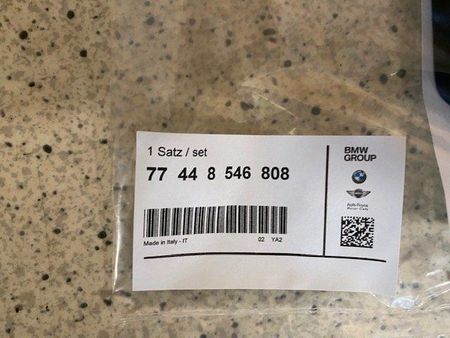 1 Satz / set
77 44 8 546 808
Made in Italy - IT 02 YA2
BMW
GROUP